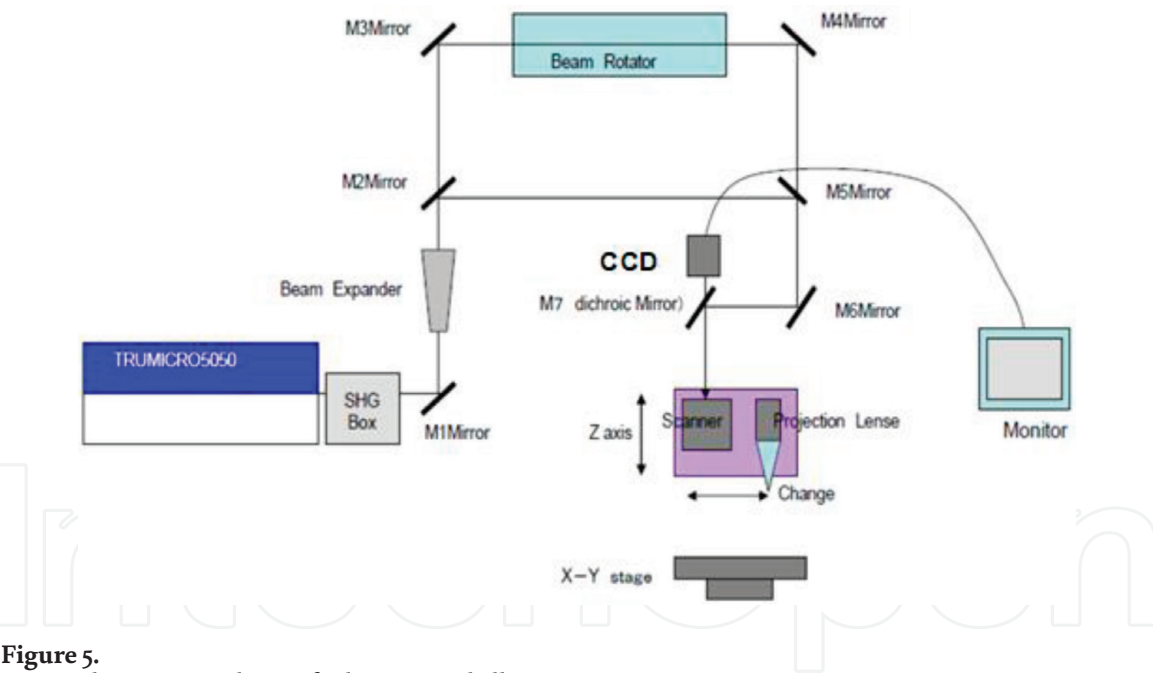 M3Mirror
M4Mirror
Beam Rotator
M2Mirror
M5Mirror
CCD
Beam Expander
M7 dichroic Mirror)
M6Mirror
TRUMICRO5050
SHG
Box
M1Mirror
Z axis
Scanner
Projection Lense
Monitor
Change
X-Y stage
Figure 5.